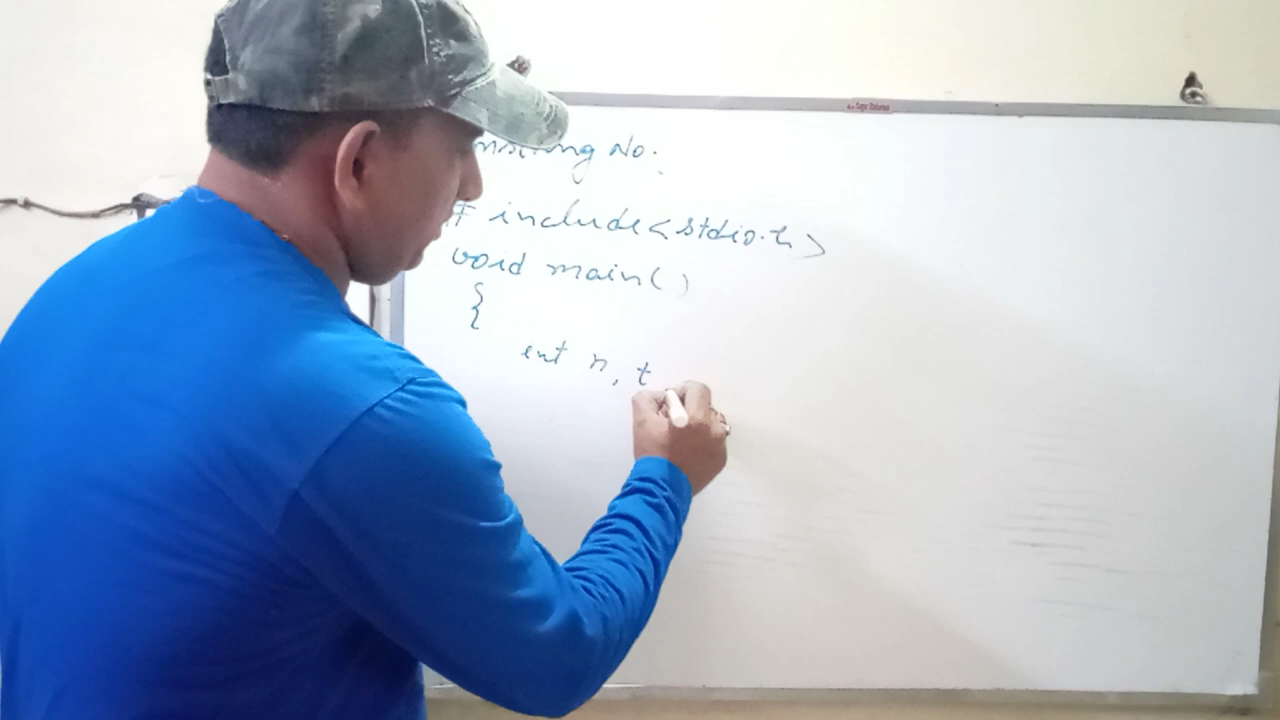 No.
# include<stdio.h>
void main()
{
int n, t